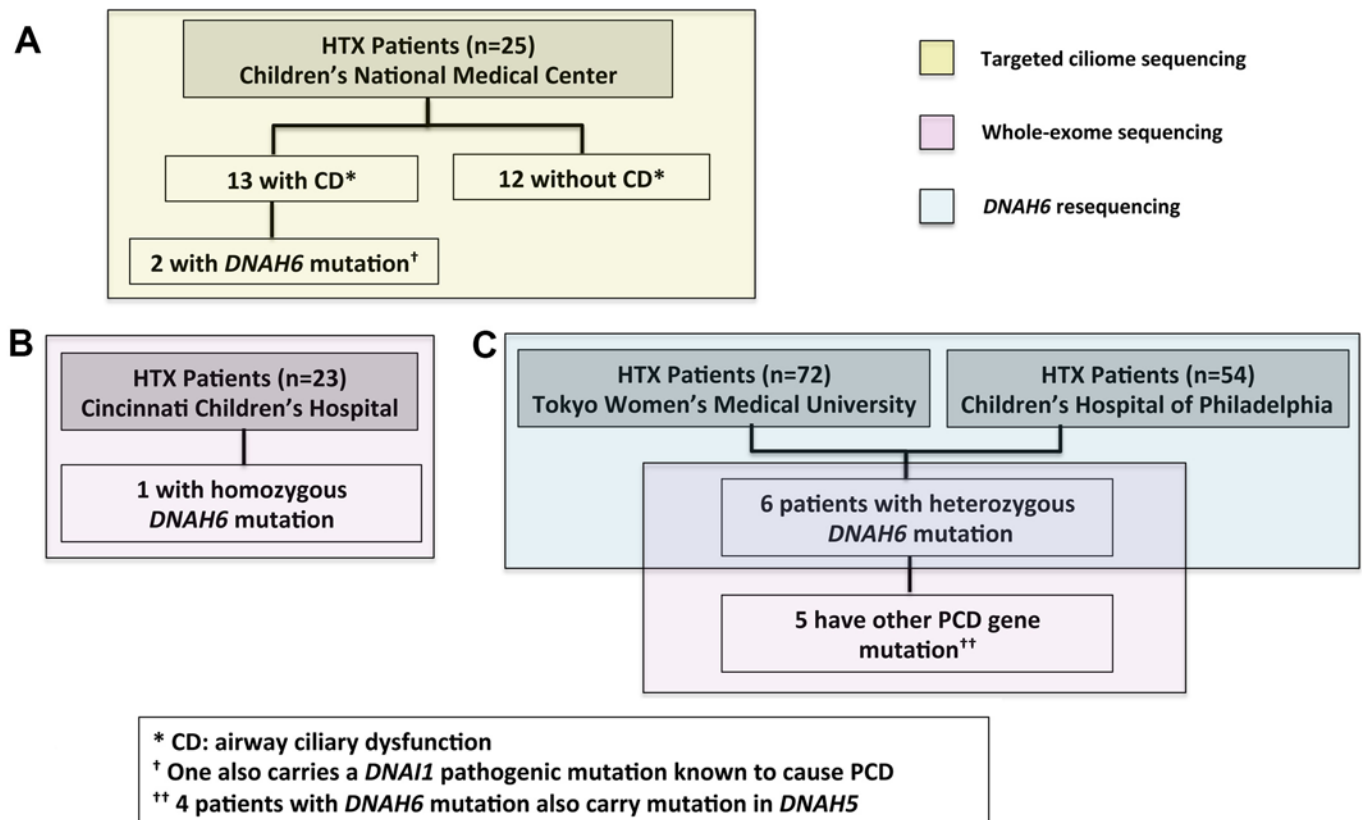 A
HTX Patients (n=25)
Children's National Medical Center
13 with CD*
12 without CD*
2 with DNAH6 mutation†
Targeted ciliome sequencing
Whole-exome sequencing
DNAH6 resequencing
B
HTX Patients (n=23)
Cincinnati Children's Hospital
1 with homozygous
DNAH6 mutation
C
HTX Patients (n=72)
Tokyo Women's Medical University
HTX Patients (n=54)
Children's Hospital of Philadelphia
6 patients with heterozygous
DNAH6 mutation
5 have other PCD gene
mutation††
* CD: airway ciliary dysfunction
† One also carries a DNAI1 pathogenic mutation known to cause PCD
†† 4 patients with DNAH6 mutation also carry mutation in DNAH5